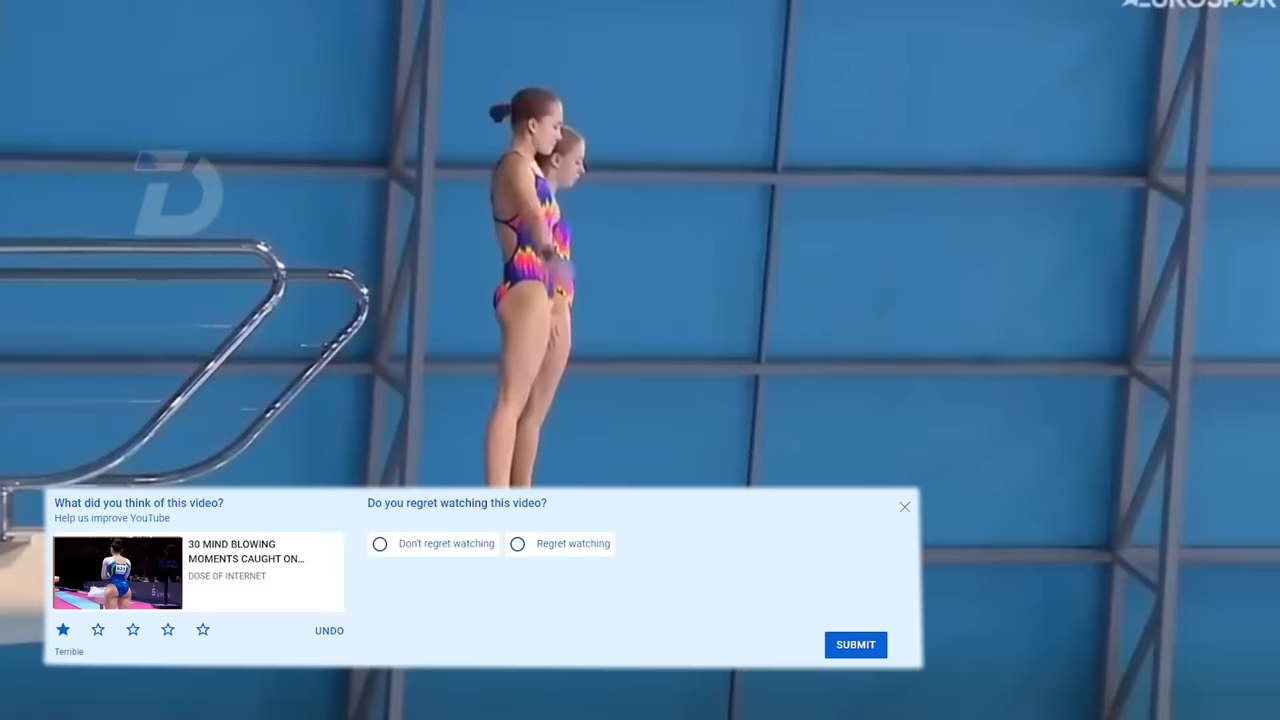 What did you think of this video?
Help us improve YouTube
30 MIND BLOWING
MOMENTS CAUGHT ON...
DOSE OF INTERNET
UNDO
Terrible
Do you regret watching this video?
Don't regret watching
Regret watching
SUBMIT